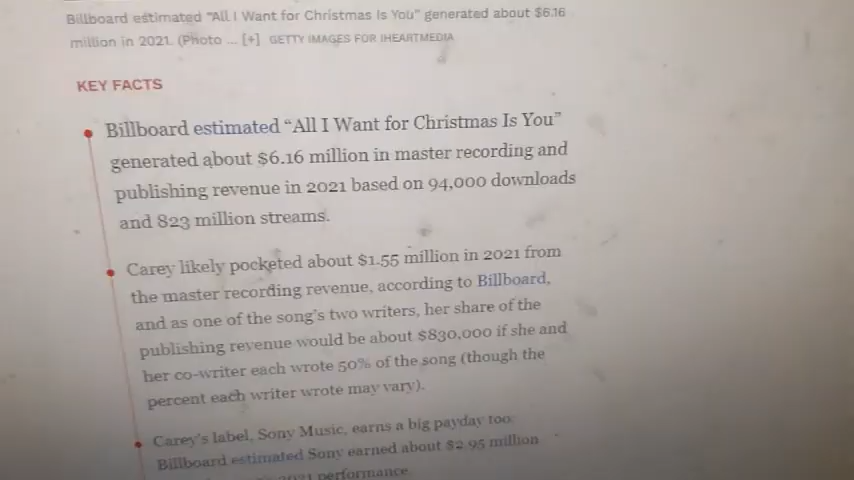 Billboard estimated "All I Want for Christmas Is You" generated about $6.16
million in 2021. (Photo ... [+] GETTY IMAGES FOR IHEARTMEDIA
KEY FACTS
Billboard estimated “All I Want for Christmas Is You”
generated about $6.16 million in master recording and
publishing revenue in 2021 based on 94,000 downloads
and 823 million streams.
Carey likely pocketed about $1.55 million in 2021 from
the master recording revenue, according to Billboard,
and as one of the song’s two writers, her share of the
publishing revenue would be about $830,000 if she and
her co-writer each wrote 50% of the song (though the
percent each writer wrote may vary).
Carey’s label, Sony Music, earns a big payday too:
Billboard estimated Sony earned about $2.95 million
2021 performance.